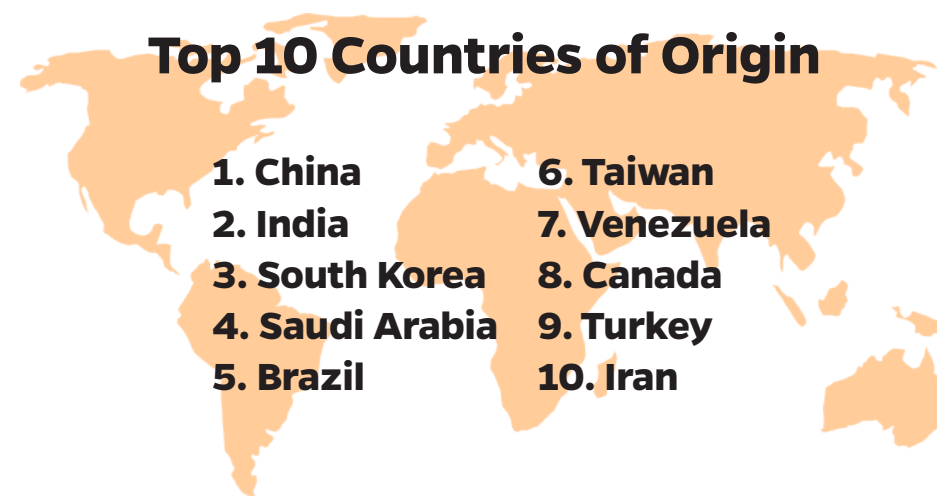 Top 10 Countries of Origin
1. China
2. India
3. South Korea
4. Saudi Arabia
5. Brazil
6. Taiwan
7. Venezuela
8. Canada
9. Turkey
10. Iran